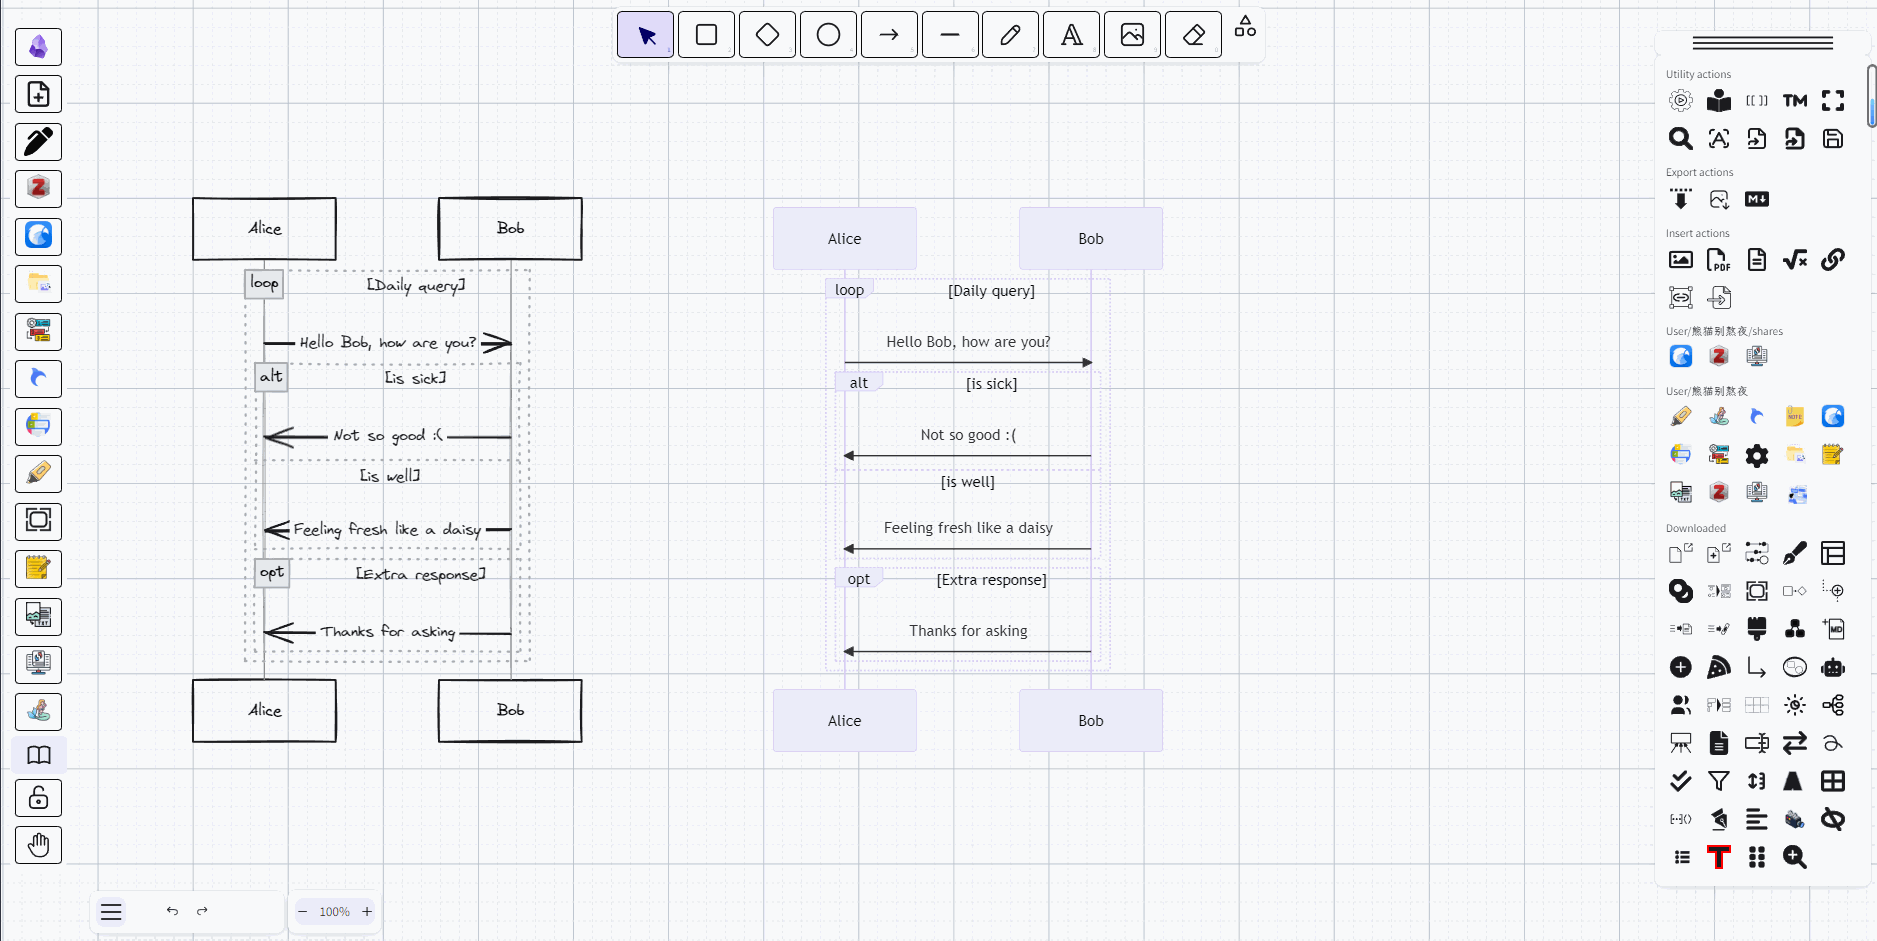 Alice
Bob
loop
[Daily query]
Hello Bob, how are you?
alt
[is sick]
Not so good :(
[is well]
Feeling fresh like a daisy
opt
[Extra response]
Thanks for asking
Alice
Bob
Alice
Bob
loop
[Daily query]
Hello Bob, how are you?
alt
[is sick]
Not so good :(
[is well]
Feeling fresh like a daisy
opt
[Extra response]
Thanks for asking
Alice
Bob
100%
Utility actions
[[ ]]
TM
A
Export actions
M
Insert actions
PDF
User/熊猫别熬夜/shares
User/熊猫别熬夜
NOTE
Downloaded
MD
T